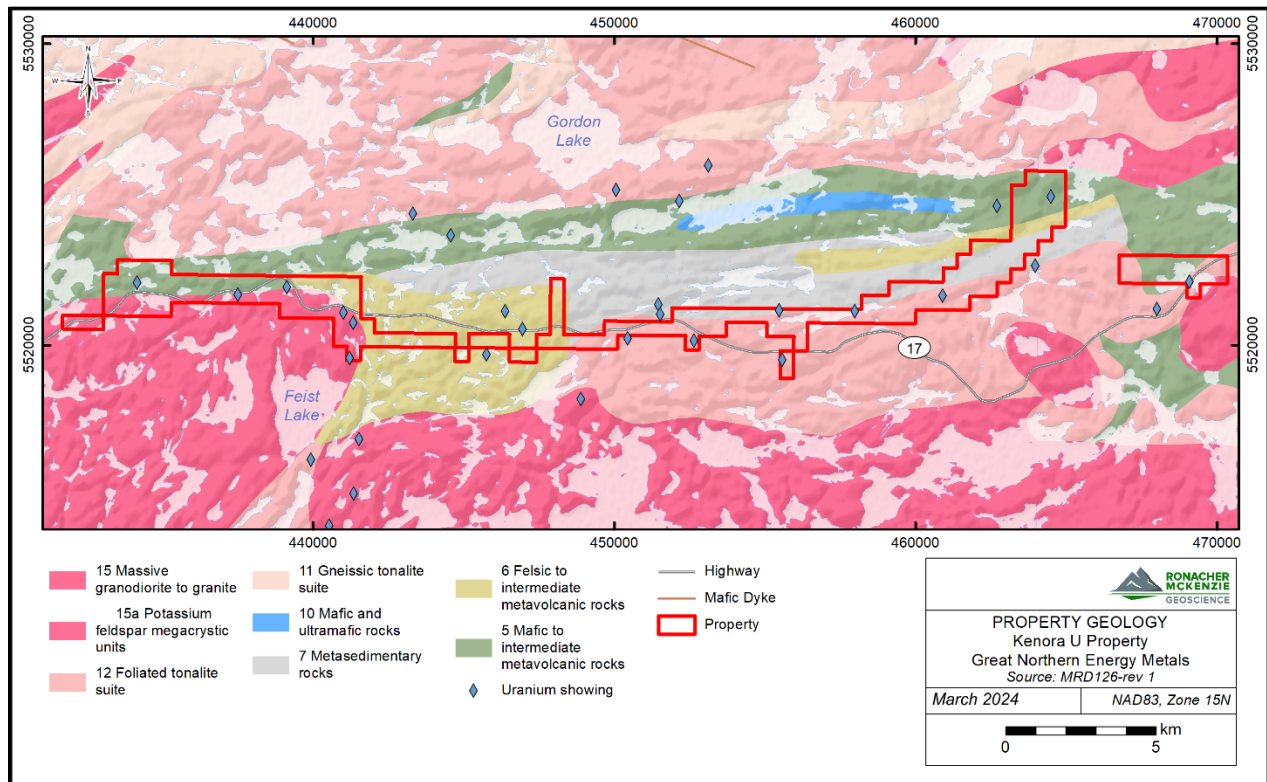 440000 450000 460000 470000
5530000 5530000
N
W E
S
Gordon
Lake
5520000 5520000
17
Feist
Lake
440000 450000 460000 470000
15 Massive
granodiorite to granite
15a Potassium
feldspar megacrystic
units
12 Foliated tonalite
suite
11 Gneissic tonalite
suite
10 Mafic and
ultramafic rocks
7 Metasedimentary
rocks
6 Felsic to
intermediate
metavolcanic rocks
5 Mafic to
intermediate
metavolcanic rocks
Uranium showing
Highway
Mafic Dyke
Property
RONACHER
MCKENZIE
GEOSCIENCE
PROPERTY GEOLOGY
Kenora U Property
Great Northern Energy Metals
Source: MRD126-rev 1
March 2024 NAD83, Zone 15N
km
0 5